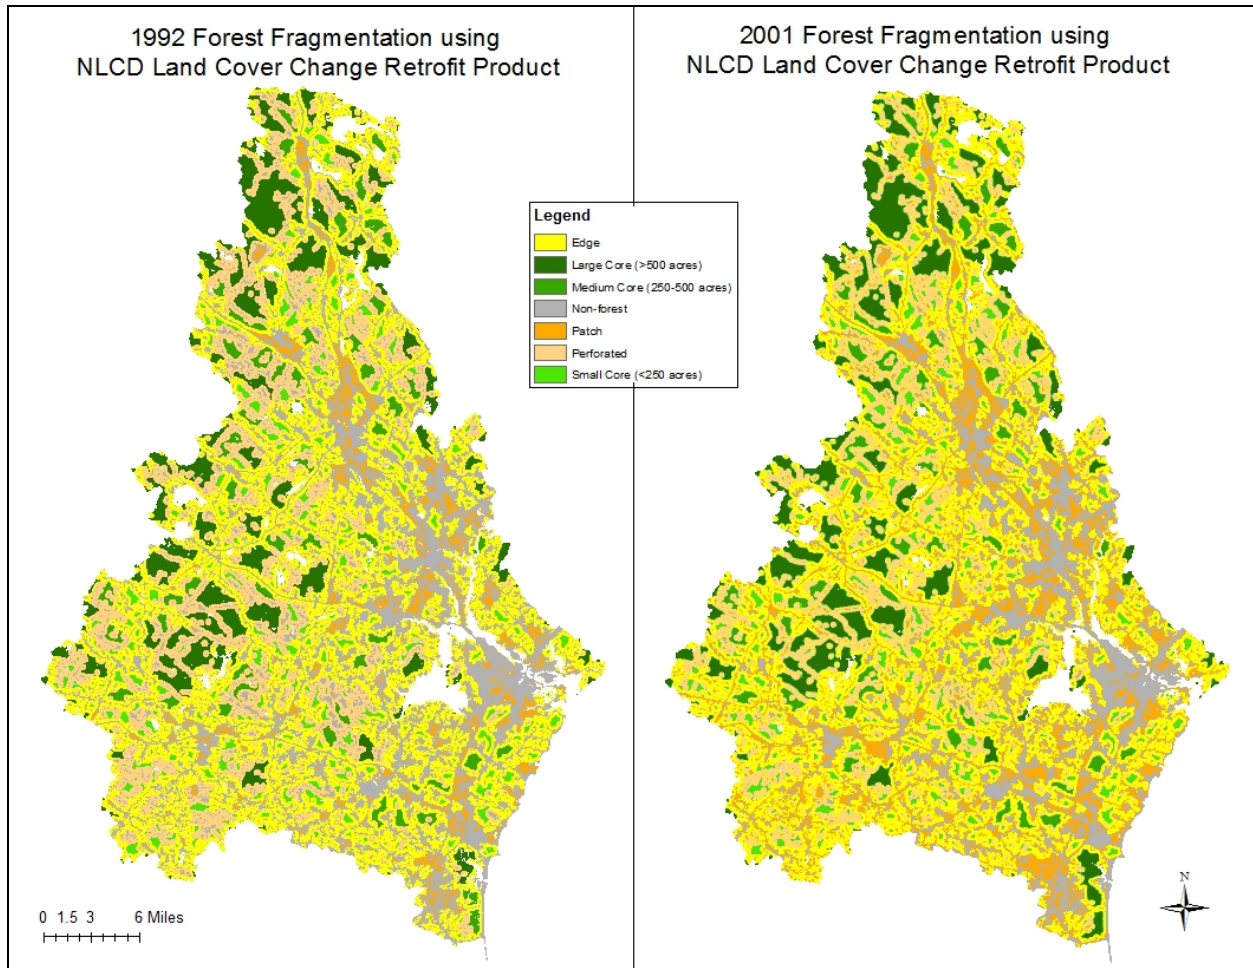 1992 Forest Fragmentation using
NLCD Land Cover Change Retrofit Product
2001 Forest Fragmentation using
NLCD Land Cover Change Retrofit Product
Legend
Edge
Large Core (>500 acres)
Medium Core (250-500 acres)
Non-forest
Patch
Perforated
Small Core (<250 acres)
0 1.5 3 6 Miles
N